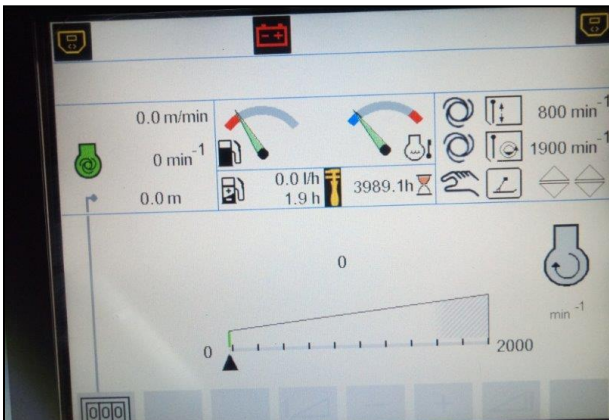 0.0 m/min
0 min⁻¹
0.0 m
0.0 l/h
1.9 h
3989.1h
800 min⁻¹
1900 min⁻¹
0
min ⁻¹
0
2000
000